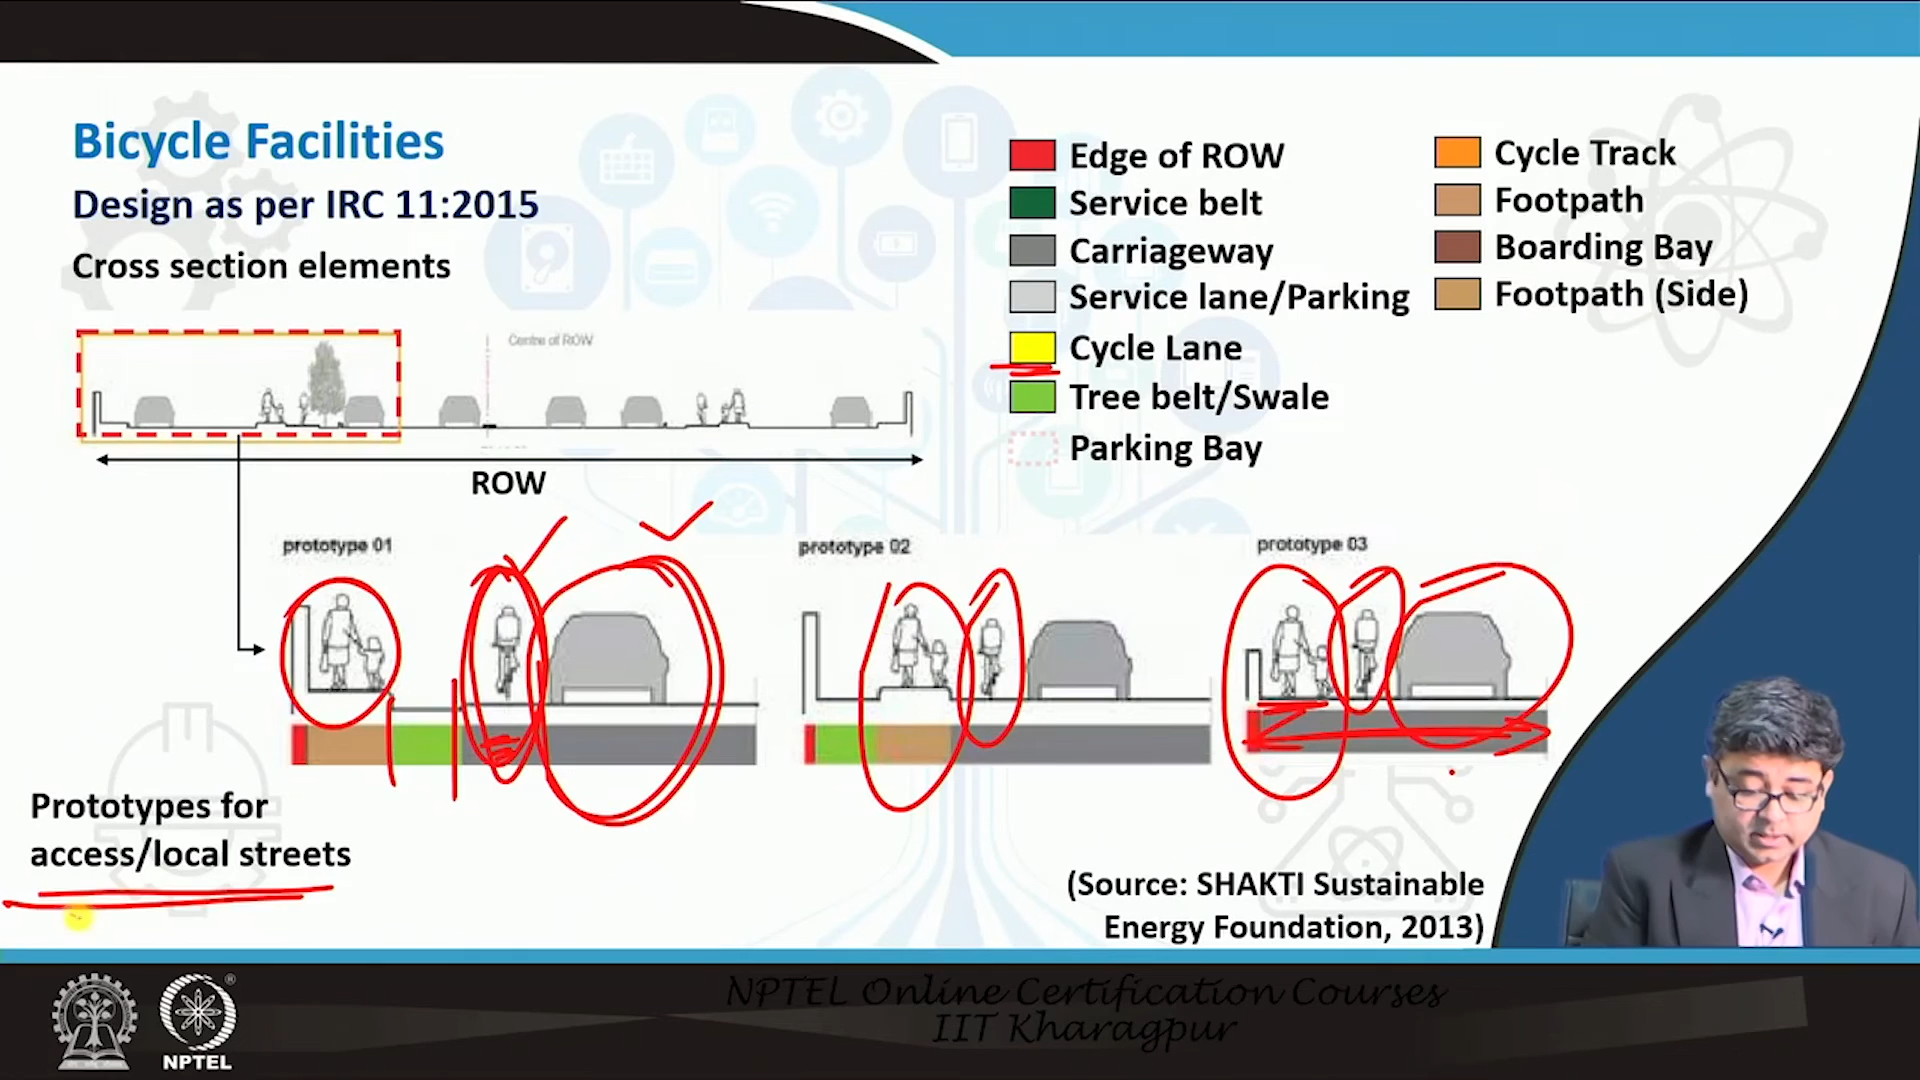 Bicycle Facilities
Design as per IRC 11:2015
Cross section elements
Centre of ROW
ROW
Edge of ROW
Service belt
Carriageway
Service lane/Parking
Cycle Lane
Tree belt/Swale
Parking Bay
Cycle Track
Footpath
Boarding Bay
Footpath (Side)
prototype 01
prototype 02
prototype 03
Prototypes for
access/local streets
(Source: SHAKTI Sustainable
Energy Foundation, 2013)
NPTEL Online Certification Courses
IIT Kharagpur
NPTEL
®